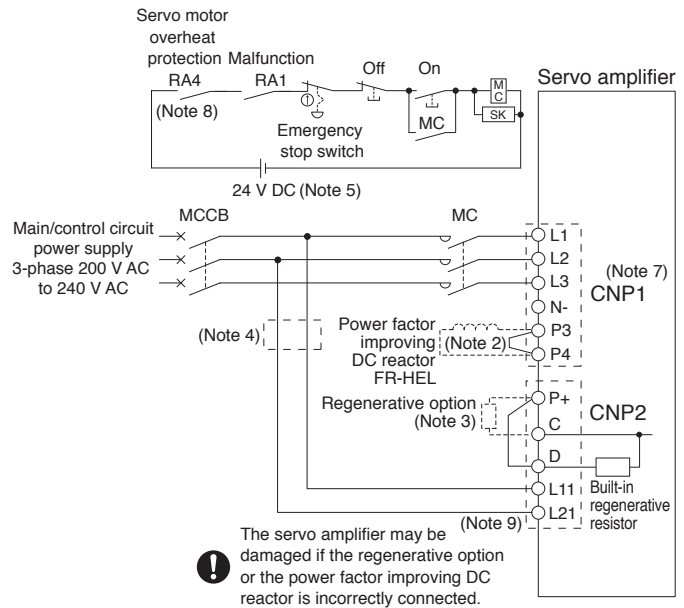 Servo motor
overheat
protection Malfunction
RA4 RA1 Off On
(Note 8)
Emergency
stop switch
MC
M
C
SK
Servo amplifier
24 V DC (Note 5)
MCCB MC
Main/control circuit
power supply
3-phase 200 V AC
to 240 V AC
L1
L2
L3
N-
P3
P4
(Note 7)
CNP1
(Note 4)
Power factor
improving
DC reactor
FR-HEL
(Note 2)
Regenerative option
(Note 3)
P+
C
D
L11
L21
CNP2
Built-in
regenerative
resistor
(Note 9)
The servo amplifier may be
damaged if the regenerative option
or the power factor improving DC
reactor is incorrectly connected.